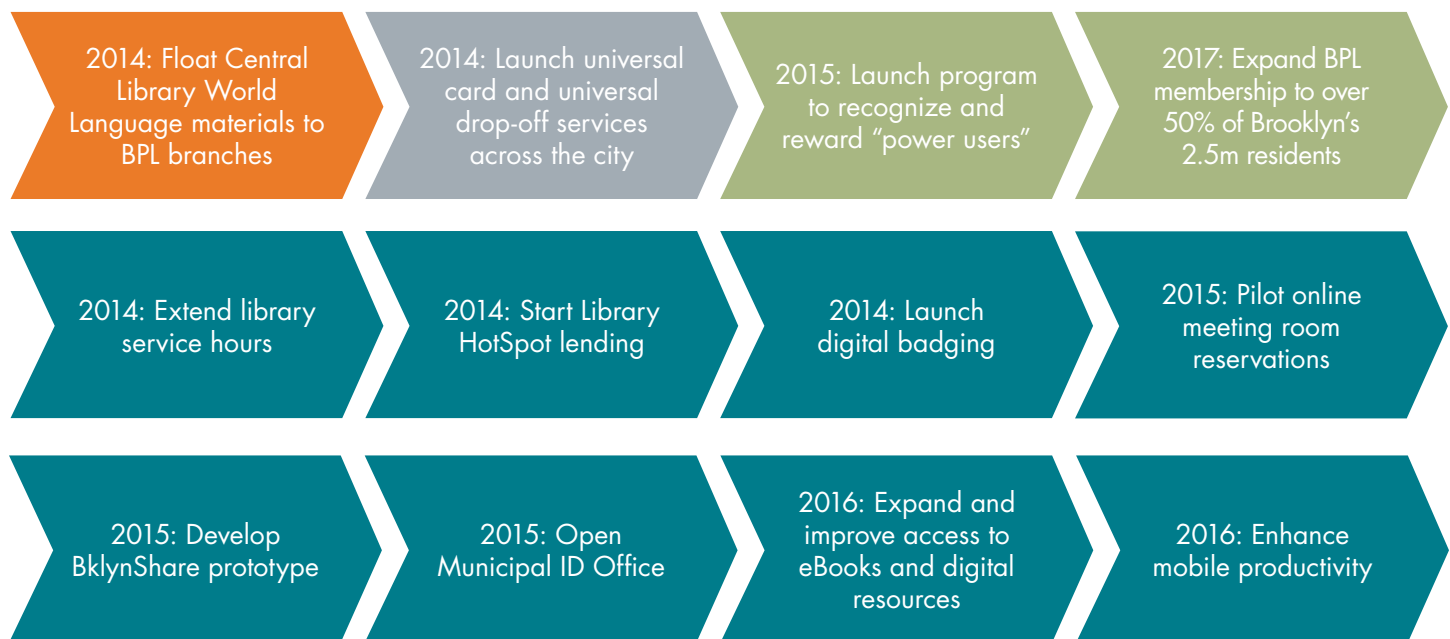 2014: Float Central
Library World
Language materials to
BPL branches
2014: Launch universal
card and universal
drop-off services
across the city
2015: Launch program
to recognize and
reward “power users”
2017: Expand BPL
membership to over
50% of Brooklyn’s
2.5m residents
2014: Extend library
service hours
2014: Start Library
HotSpot lending
2014: Launch
digital badging
2015: Pilot online
meeting room
reservations
2015: Develop
BklynShare prototype
2015: Open
Municipal ID Office
2016: Expand and
improve access to
eBooks and digital
resources
2016: Enhance
mobile productivity